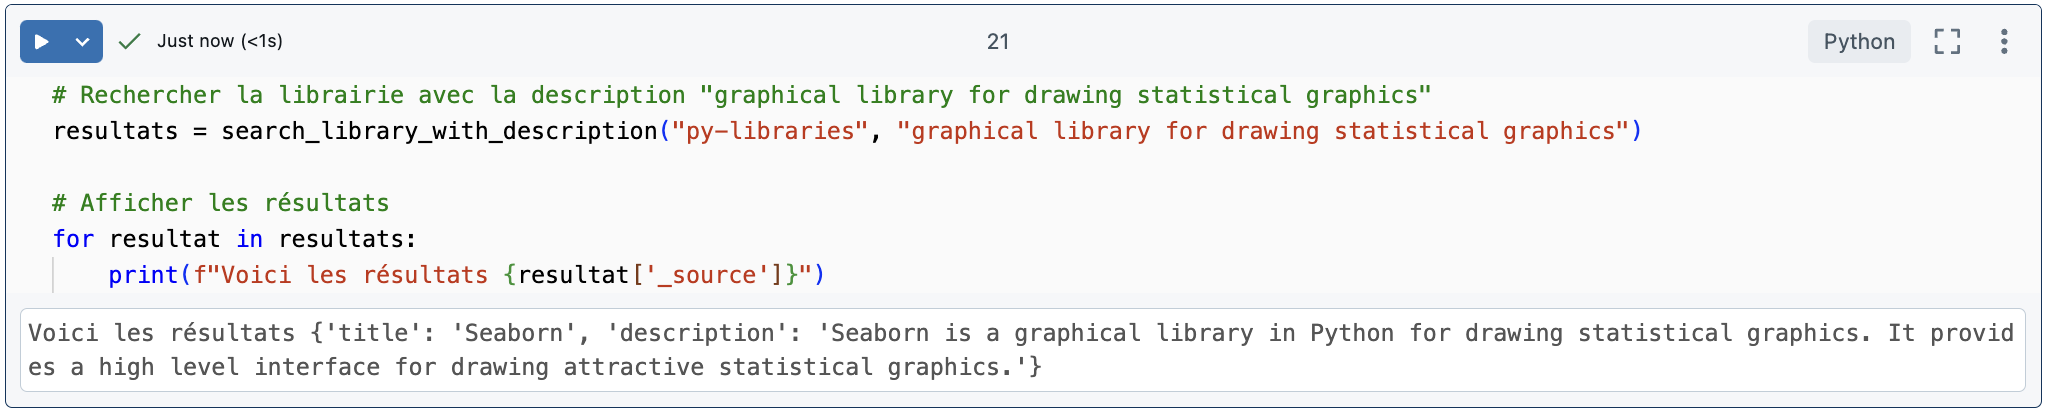 Just now (<1s)
21
Python
# Rechercher la librairie avec la description "graphical library for drawing statistical graphics"
resultats = search_library_with_description("py-libraries", "graphical library for drawing statistical graphics")
# Afficher les résultats
for resultat in resultats:
    print(f"Voici les résultats {resultat['_source']}")
Voici les résultats {'title': 'Seaborn', 'description': 'Seaborn is a graphical library in Python for drawing statistical graphics. It provid
es a high level interface for drawing attractive statistical graphics.'}